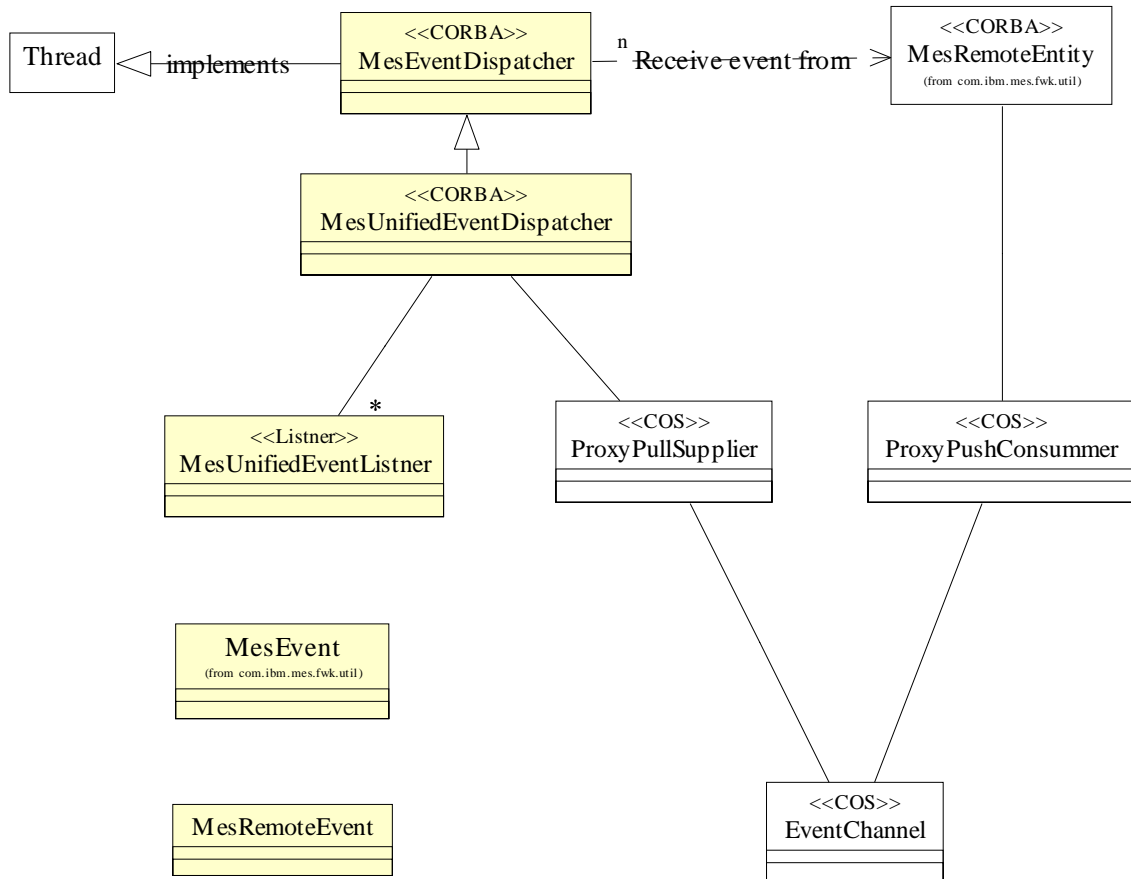 Thread
implements
<<CORBA>>
MesEventDispatcher
n
Receive event from
<<CORBA>>
MesRemoteEntity
(from com.ibm.mes.fwk.util)
<<CORBA>>
MesUnifiedEventDispatcher
*
<<Listner>>
MesUnifiedEventListner
<<COS>>
ProxyPullSupplier
<<COS>>
ProxyPushConsummer
MesEvent
(from com.ibm.mes.fwk.util)
MesRemoteEvent
<<COS>>
EventChannel